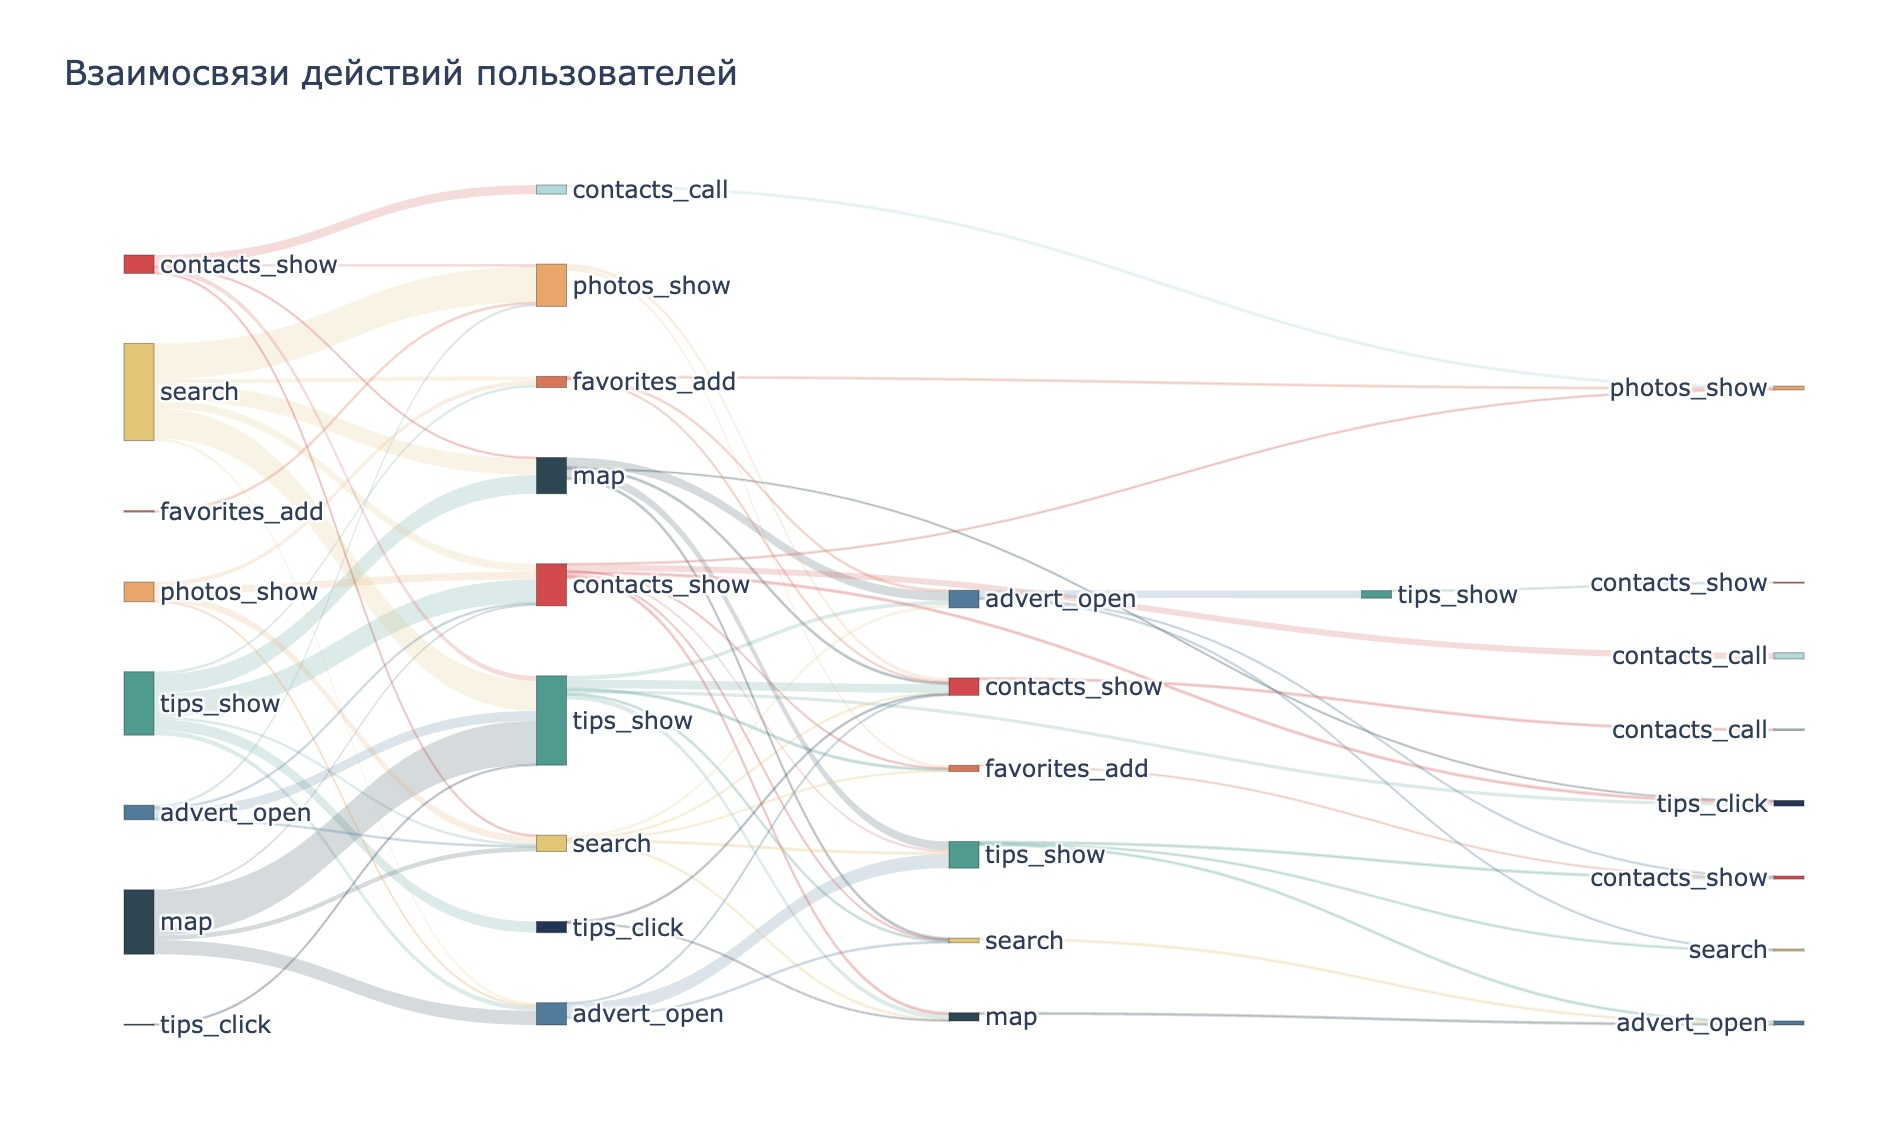 Взаимосвязи действий пользователей
contacts_show
search
favorites_add
photos_show
tips_show
advert_open
map
tips_click
contacts_call
photos_show
favorites_add
map
contacts_show
tips_show
search
tips_click
advert_open
advert_open
contacts_show
favorites_add
tips_show
search
map
tips_show
photos_show
contacts_show
contacts_call
contacts_call
tips_click
contacts_show
search
advert_open